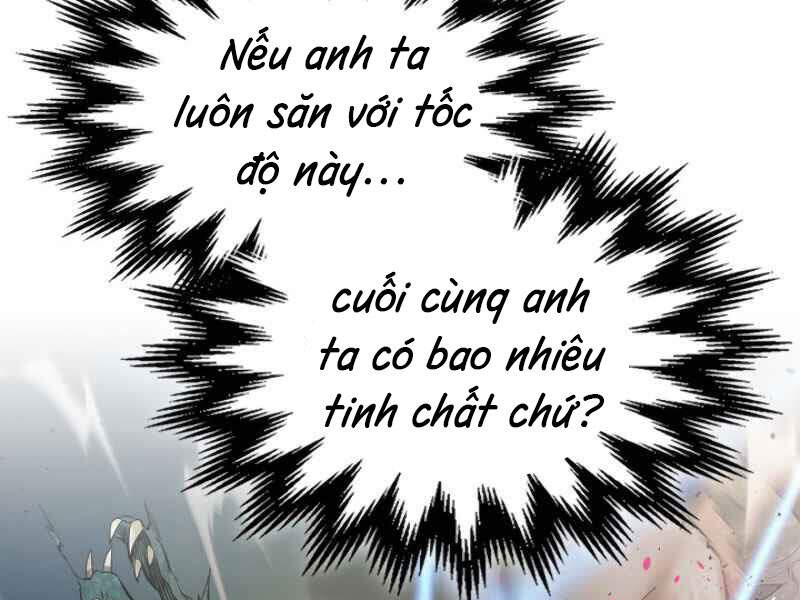 Nếu anh ta
luôn săn với tốc
độ này...
cuối cùng anh
ta có bao nhiêu
tinh chất chứ?